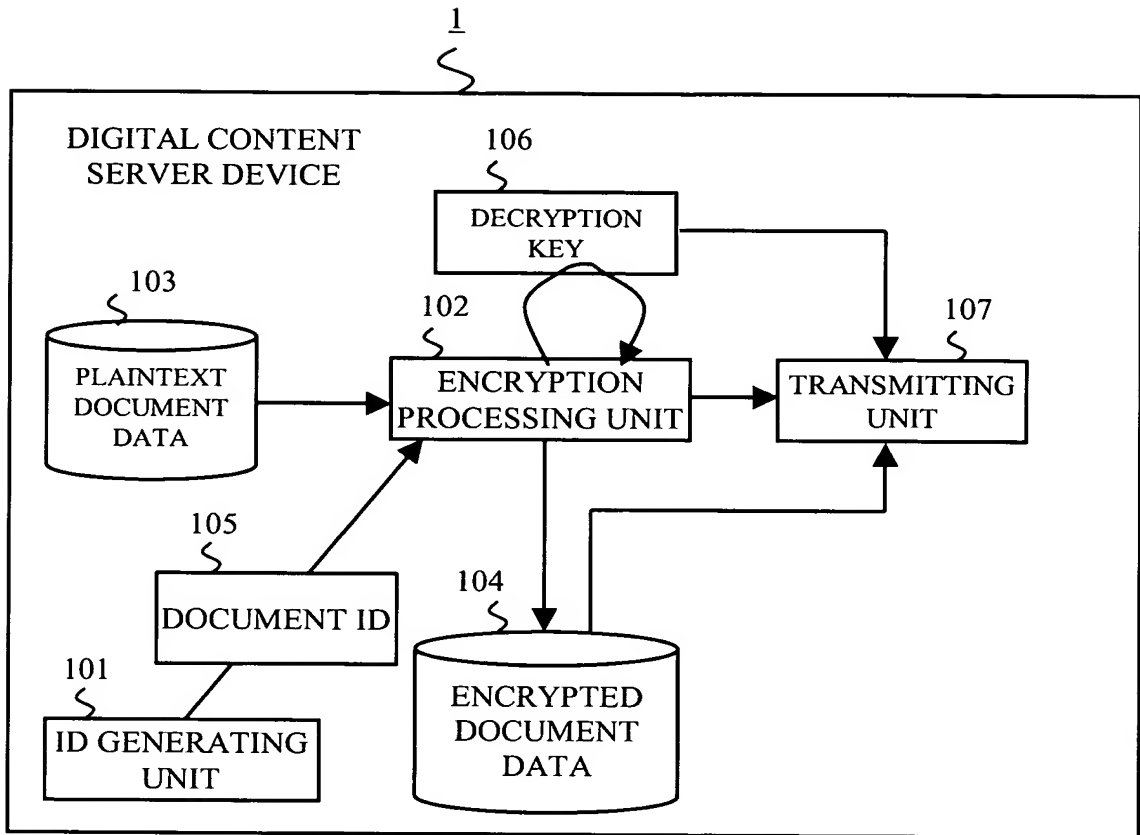 1
DIGITAL CONTENT
SERVER DEVICE
106
DECRYPTION
KEY
103
PLAINTEXT
DOCUMENT
DATA
102
ENCRYPTION
PROCESSING UNIT
107
TRANSMITTING
UNIT
105
DOCUMENT ID
104
ENCRYPTED
DOCUMENT
DATA
101
ID GENERATING
UNIT